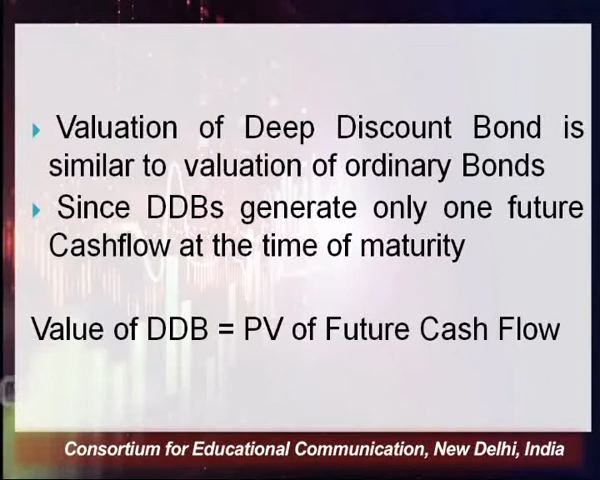 Valuation of Deep Discount Bond is
similar to valuation of ordinary Bonds
Since DDBs generate only one future
Cashflow at the time of maturity
Value of DDB = PV of Future Cash Flow
Consortium for Educational Communication, New Delhi, India